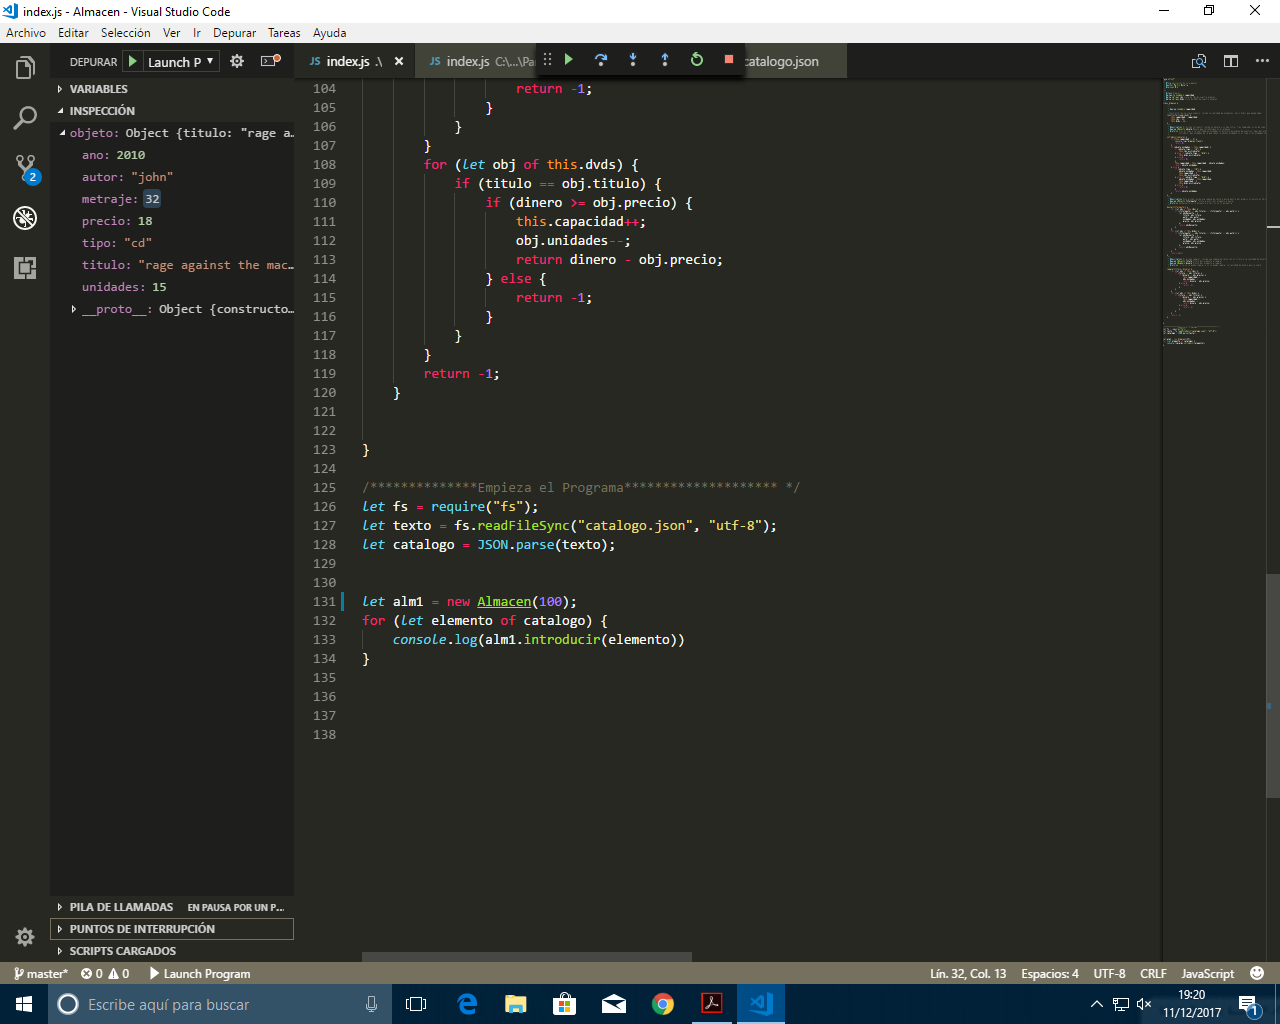 index.js - Almacen - Visual Studio Code
Archivo Editar Selección Ver Ir Depurar Tareas Ayuda
DEPURAR Launch P
JS index.js .\ JS index.js C:\...\Pa catalogo.json
VARIABLES
INSPECCIÓN
objeto: Object {titulo: "rage a…
ano: 2010
autor: "john"
metraje: 32
precio: 18
tipo: "cd"
titulo: "rage against the mac…
unidades: 15
__proto__: Object {constructo…
PILA DE LLAMADAS EN PAUSA POR UN P...
PUNTOS DE INTERRUPCIÓN
SCRIPTS CARGADOS
104 return -1;
105 }
106 }
107 }
108 for (let obj of this.dvds) {
109 if (titulo == obj.titulo) {
110 if (dinero >= obj.precio) {
111 this.capacidad++;
112 obj.unidades--;
113 return dinero - obj.precio;
114 } else {
115 return -1;
116 }
117 }
118 }
119 return -1;
120 }
121
122
123 }
124
125 /**************Empieza el Programa******************** */
126 let fs = require("fs");
127 let texto = fs.readFileSync("catalogo.json", "utf-8");
128 let catalogo = JSON.parse(texto);
129
130
131 let alm1 = new Almacen(100);
132 for (let elemento of catalogo) {
133 console.log(alm1.introducir(elemento))
134 }
135
136
137
138
2
master* 0 0 Launch Program Lín. 32, Col. 13 Espacios: 4 UTF-8 CRLF JavaScript
Escribe aquí para buscar
19:20
11/12/2017
1